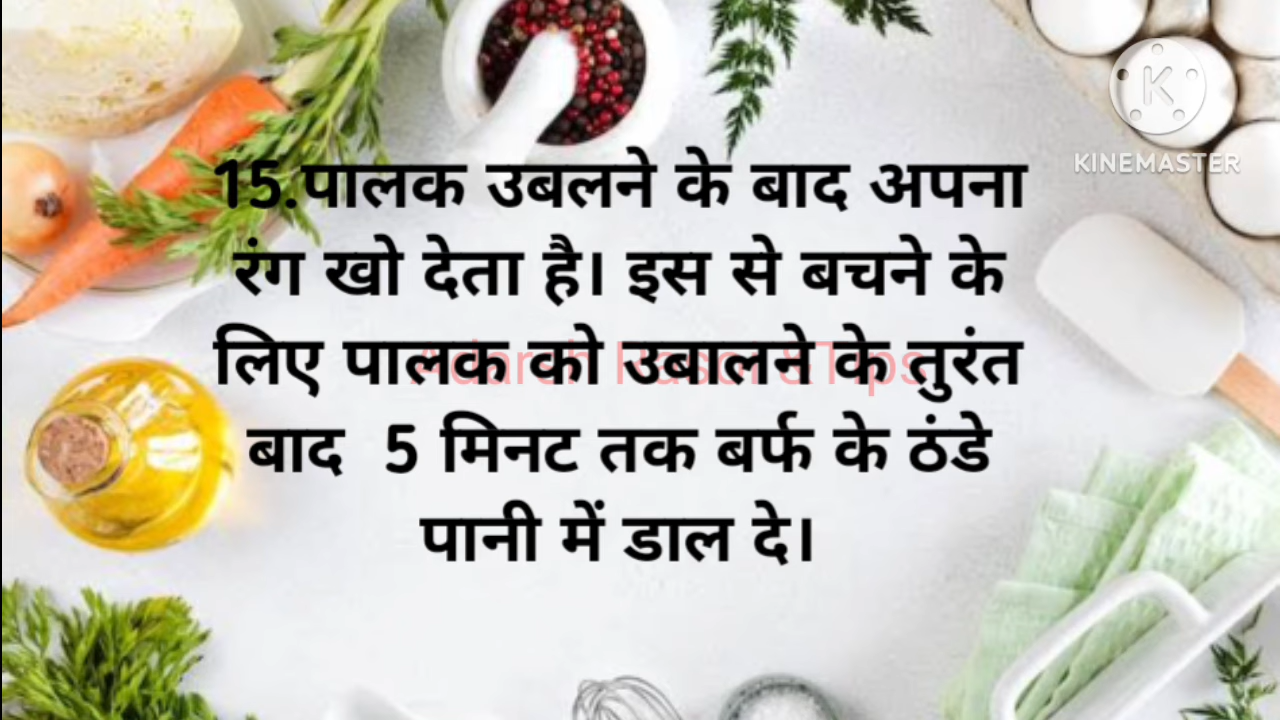 KINEMASTER
15.पालक उबलने के बाद अपना
रंग खो देता है। इस से बचने के
लिए पालक को उबालने के तुरंत
बाद 5 मिनट तक बर्फ के ठंडे
पानी में डाल दे।